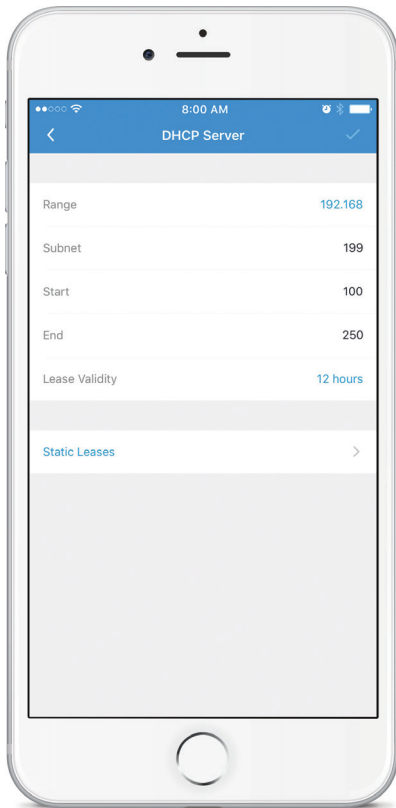 8:00 AM
DHCP Server
Range 192.168
Subnet 199
Start 100
End 250
Lease Validity 12 hours
Static Leases